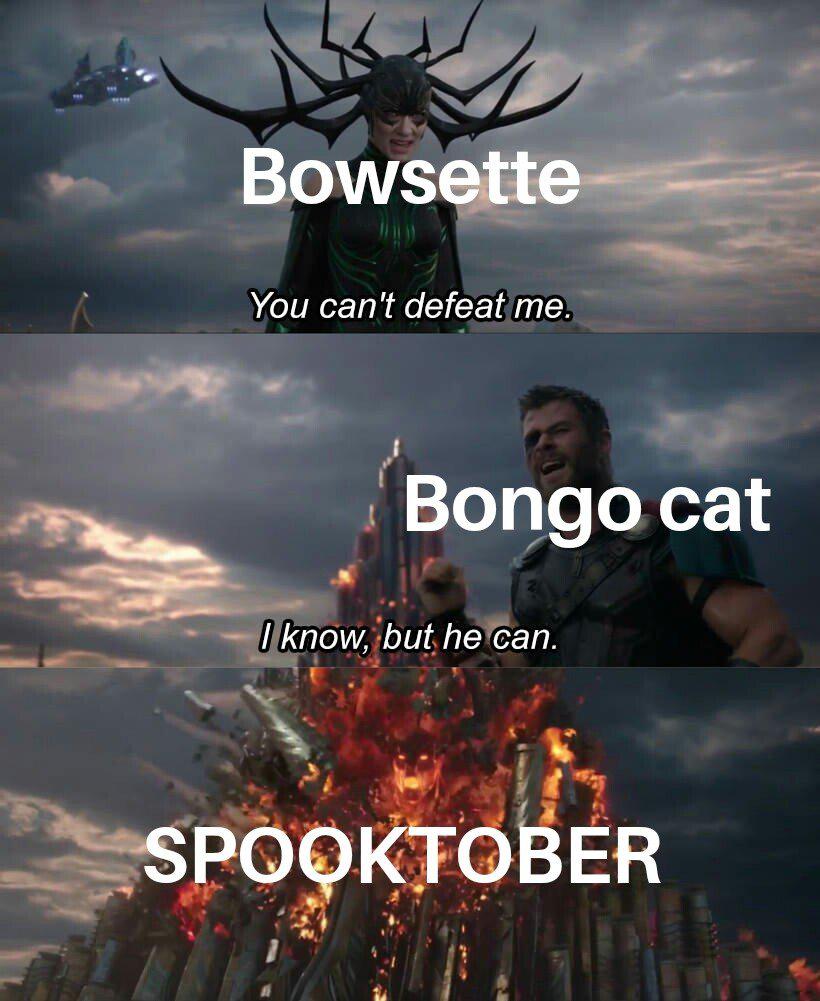 Bowsette
You can't defeat me.
Bongo cat
I know, but he can.
SPOOKTOBER